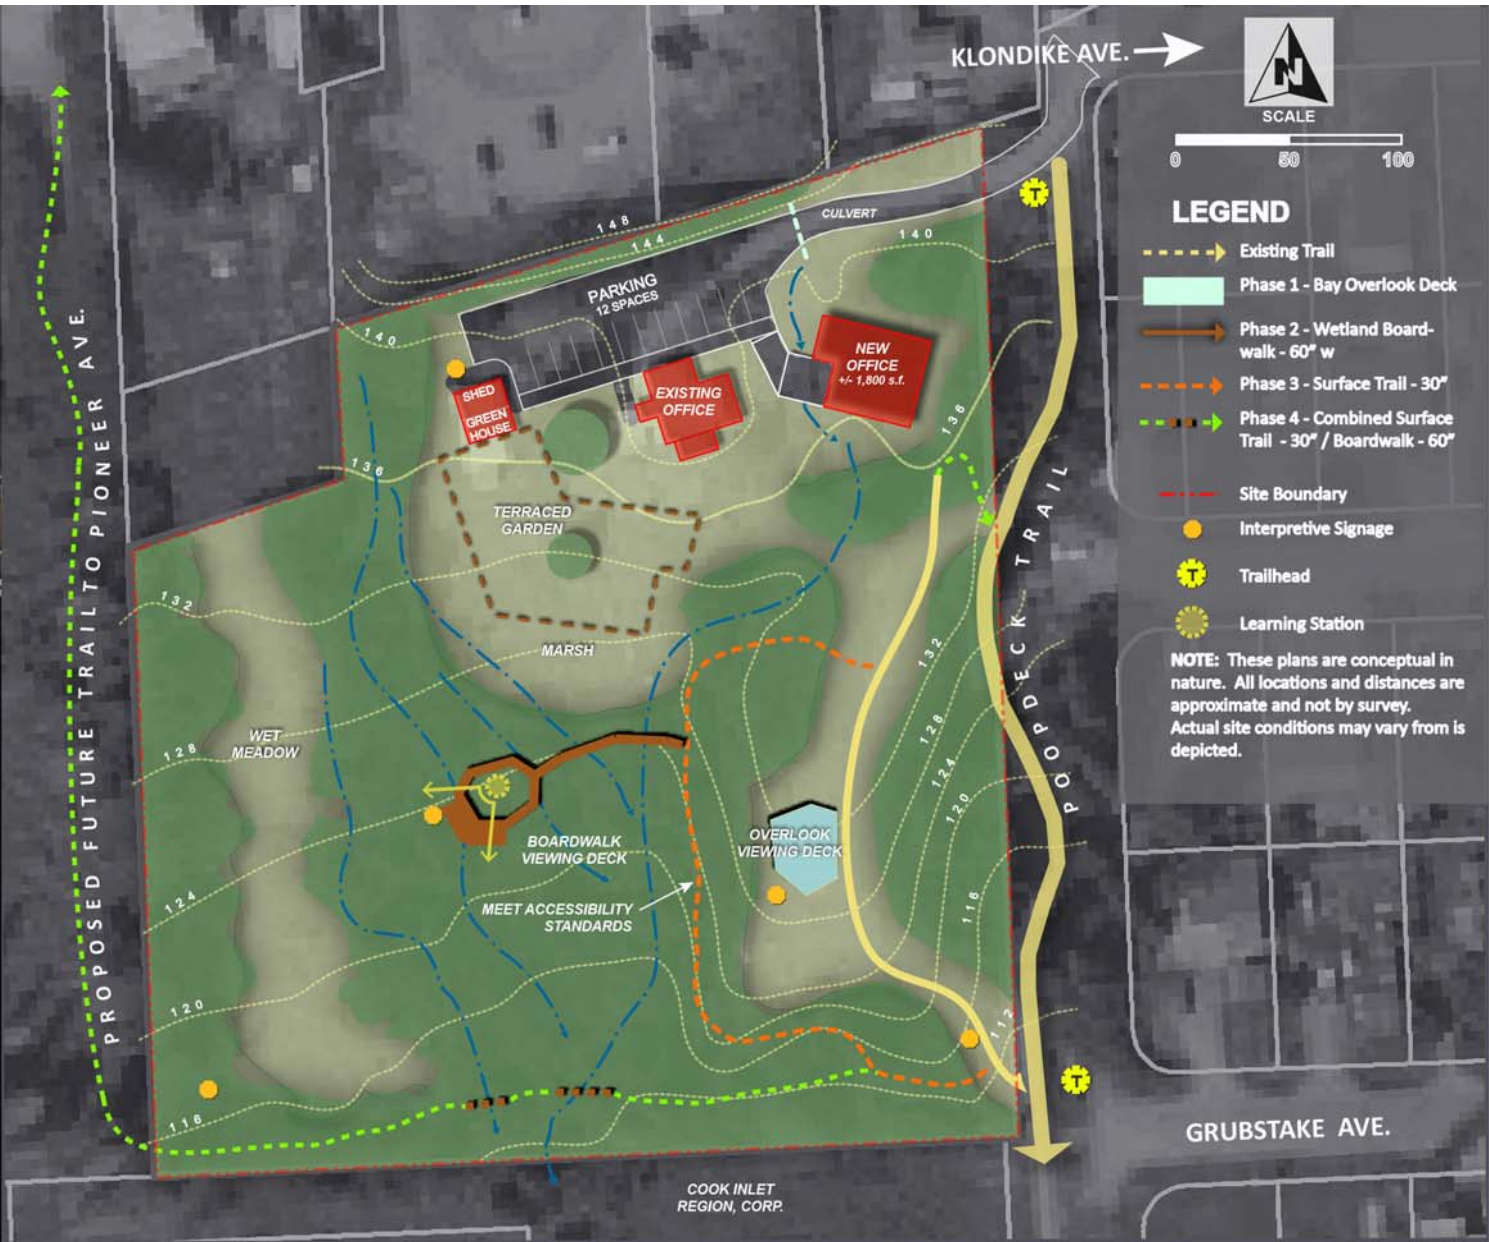 KLONDIKE AVE.
N
SCALE
0 50 100
LEGEND
Existing Trail
Phase 1 - Bay Overlook Deck
Phase 2 - Wetland Board-
walk - 60” w
Phase 3 - Surface Trail - 30”
Phase 4 - Combined Surface
Trail - 30” / Boardwalk - 60”
Site Boundary
Interpretive Signage
T
Trailhead
Learning Station
NOTE: These plans are conceptual in
nature. All locations and distances are
approximate and not by survey.
Actual site conditions may vary from is
depicted.
T
CULVERT
148
144
140
PARKING
12 SPACES
140
NEW
OFFICE
+/- 1,800 s.f.
EXISTING
OFFICE
SHED
GREEN
HOUSE
136
136
TERRACED
GARDEN
132
MARSH
132
WET
MEADOW
128
128
124
120
BOARDWALK
VIEWING DECK
OVERLOOK
VIEWING DECK
MEET ACCESSIBILITY
STANDARDS
124
116
120
112
116
PROPOSED FUTURE TRAIL TO PIONEER AVE.
POOPDECK TRAIL
T
GRUBSTAKE AVE.
COOK INLET
REGION, CORP.